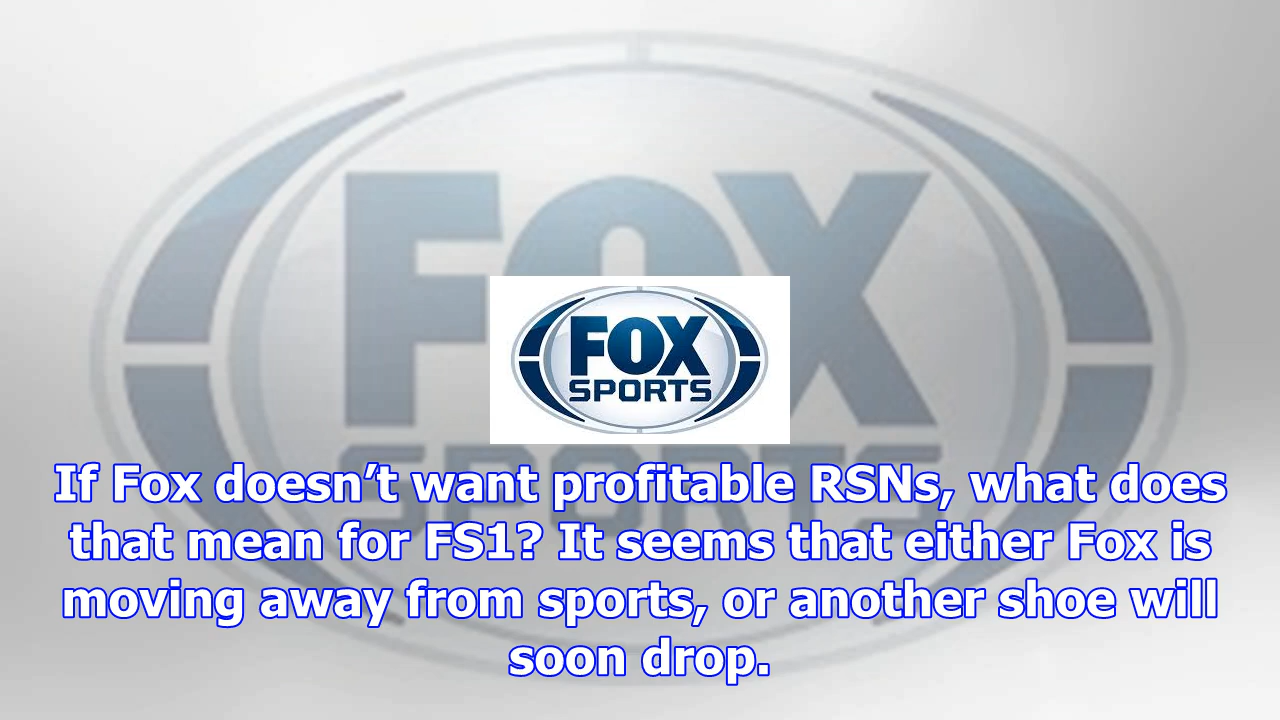 FOX
SPORTS
FOX
SPORTS
If Fox doesn’t want profitable RSNs, what does
that mean for FS1? It seems that either Fox is
moving away from sports, or another shoe will
soon drop.